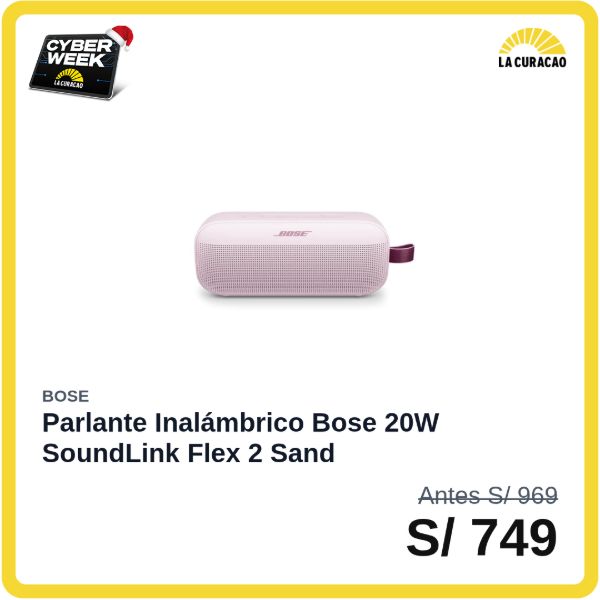 CYBER
WEEK
LA CURACAO
LA CURACAO
BOSE
BOSE
Parlante Inalámbrico Bose 20W
SoundLink Flex 2 Sand
Antes S/ 969
S/ 749